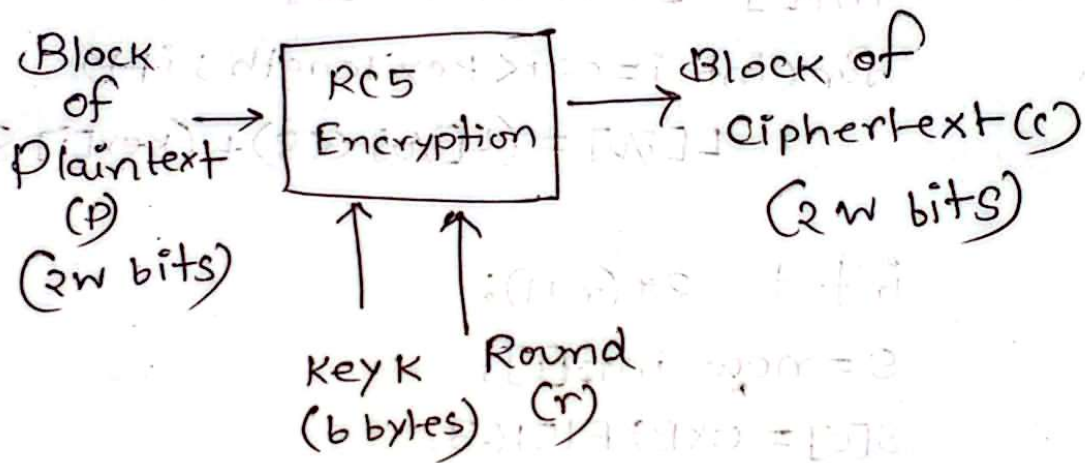 Block
of
Plaintext
(P)
(2w bits)
RC5
Encryption
Block of
Ciphertext (c)
(2w bits)
Key K
(b bytes)
Round
(r)